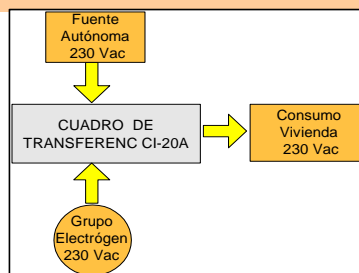 Fuente
Autónoma
230 Vac
CUADRO DE
TRANSFERENC CI-20A
Consumo
Vivienda
230 Vac
Grupo
Electrógen
230 Vac